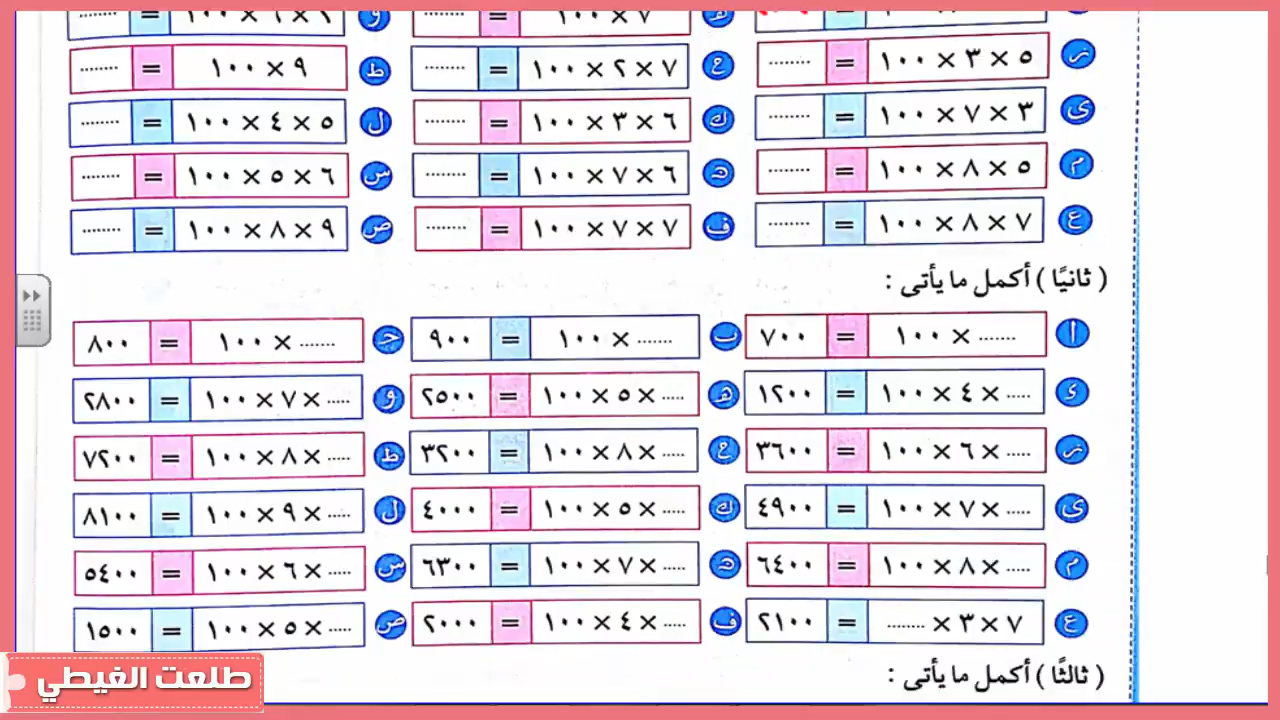 و ٩ × ٦ × ١٠٠ = ........
هـ ٧ × ١٠٠ = ........
ز ٥ × ٣ × ١٠٠ = ........ ح ٧ × ٢ × ١٠٠ = ........ ط ٩ × ١٠٠ = ........
ى ٣ × ٧ × ١٠٠ = ........ ك ٦ × ٣ × ١٠٠ = ........ ل ٥ × ٤ × ١٠٠ = ........
م ٥ × ٨ × ١٠٠ = ........ ن ٦ × ٧ × ١٠٠ = ........ س ٦ × ٥ × ١٠٠ = ........
ع ٧ × ٨ × ١٠٠ = ........ ف ٧ × ٧ × ١٠٠ = ........ ص ٩ × ٨ × ١٠٠ = ........
( ثانيًا ) أكمل ما يأتى :
أ ....... × ١٠٠ = ٧٠٠ ب ....... × ١٠٠ = ٩٠٠ جـ ....... × ١٠٠ = ٨٠٠
ء ..... × ٤ × ١٠٠ = ١٢٠٠ هـ ..... × ٥ × ١٠٠ = ٢٥٠٠ و ..... × ٧ × ١٠٠ = ٢٨٠٠
ز ..... × ٦ × ١٠٠ = ٣٦٠٠ ح ..... × ٨ × ١٠٠ = ٣٢٠٠ ط ..... × ٨ × ١٠٠ = ٧٢٠٠
ى ..... × ٧ × ١٠٠ = ٤٩٠٠ ك ..... × ٥ × ١٠٠ = ٤٠٠٠ ل ..... × ٩ × ١٠٠ = ٨١٠٠
م ..... × ٨ × ١٠٠ = ٦٤٠٠ ن ..... × ٧ × ١٠٠ = ٦٣٠٠ س ..... × ٦ × ١٠٠ = ٥٤٠٠
ع ٧ × ٣ × ........ = ٢١٠٠ ف ..... × ٤ × ١٠٠ = ٢٠٠٠ ص ..... × ٥ × ١٠٠ = ١٥٠٠
( ثالثًا ) أكمل ما يأتى :
طلعت الغيطي